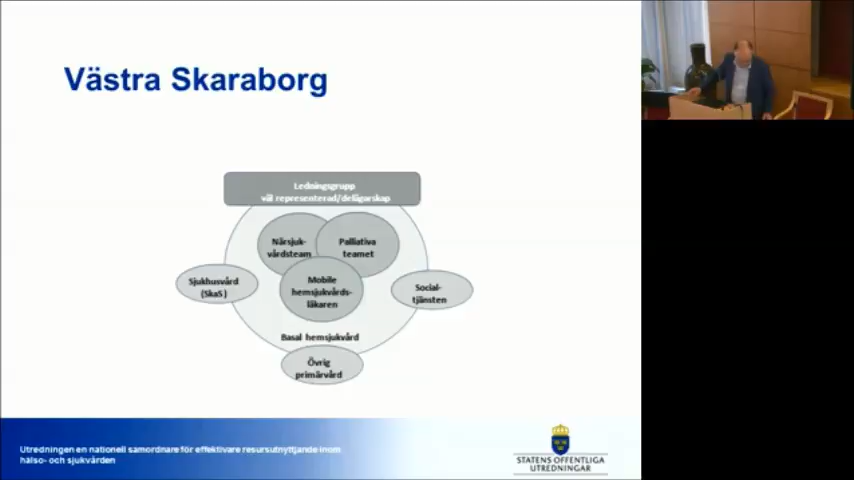 Västra Skaraborg
Ledningsgrupp
väl representerad/delägarskap
Närsjuk-
vårdsteam
Palliativa
teamet
Mobile
hemsjukvårds-
läkaren
Sjukhusvård
(SkaS)
Social-
tjänsten
Basal hemsjukvård
Övrig
primärvård
Utredningen en nationell samordnare för effektivare resursutnyttjande inom
hälso- och sjukvården
STATENS OFFENTLIGA
UTREDNINGAR